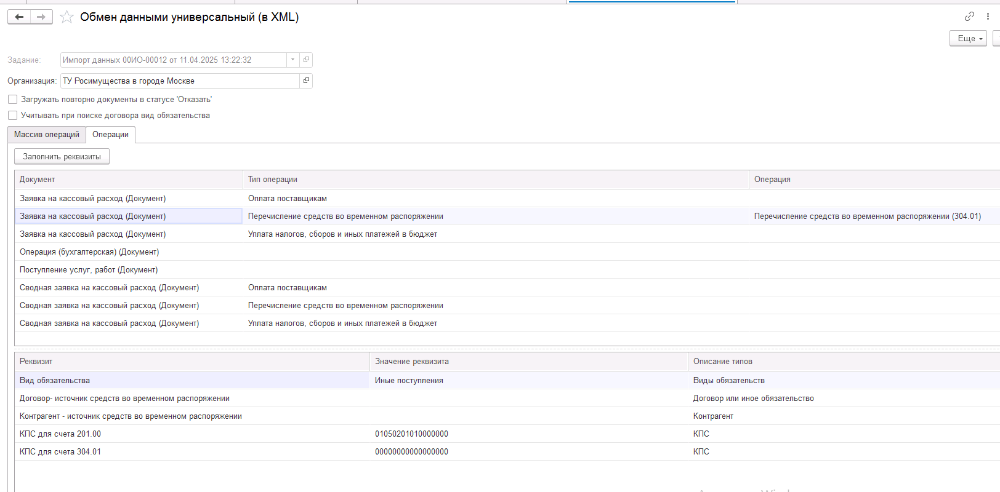 Обмен данными универсальный (в XML)
Еще
Задание: Импорт данных 00ИО-00012 от 11.04.2025 13:22:32
Организация: ТУ Росимущества в городе Москве
Загружать повторно документы в статусе 'Отказать'
Учитывать при поиске договора вид обязательства
Массив операций Операции
Заполнить реквизиты
Документ Тип операции Операция
Заявка на кассовый расход (Документ) Оплата поставщикам
Заявка на кассовый расход (Документ) Перечисление средств во временном распоряжении Перечисление средств во временном распоряжении (304.01)
Заявка на кассовый расход (Документ) Уплата налогов, сборов и иных платежей в бюджет
Операция (бухгалтерская) (Документ)
Поступление услуг, работ (Документ)
Сводная заявка на кассовый расход (Документ) Оплата поставщикам
Сводная заявка на кассовый расход (Документ) Перечисление средств во временном распоряжении
Сводная заявка на кассовый расход (Документ) Уплата налогов, сборов и иных платежей в бюджет
Реквизит Значение реквизита Описание типов
Вид обязательства Иные поступления Виды обязательств
Договор- источник средств во временном распоряжении Договор или иное обязательство
Контрагент - источник средств во временном распоряжении Контрагент
КПС для счета 201.00 01050201010000000 КПС
КПС для счета 304.01 00000000000000000 КПС